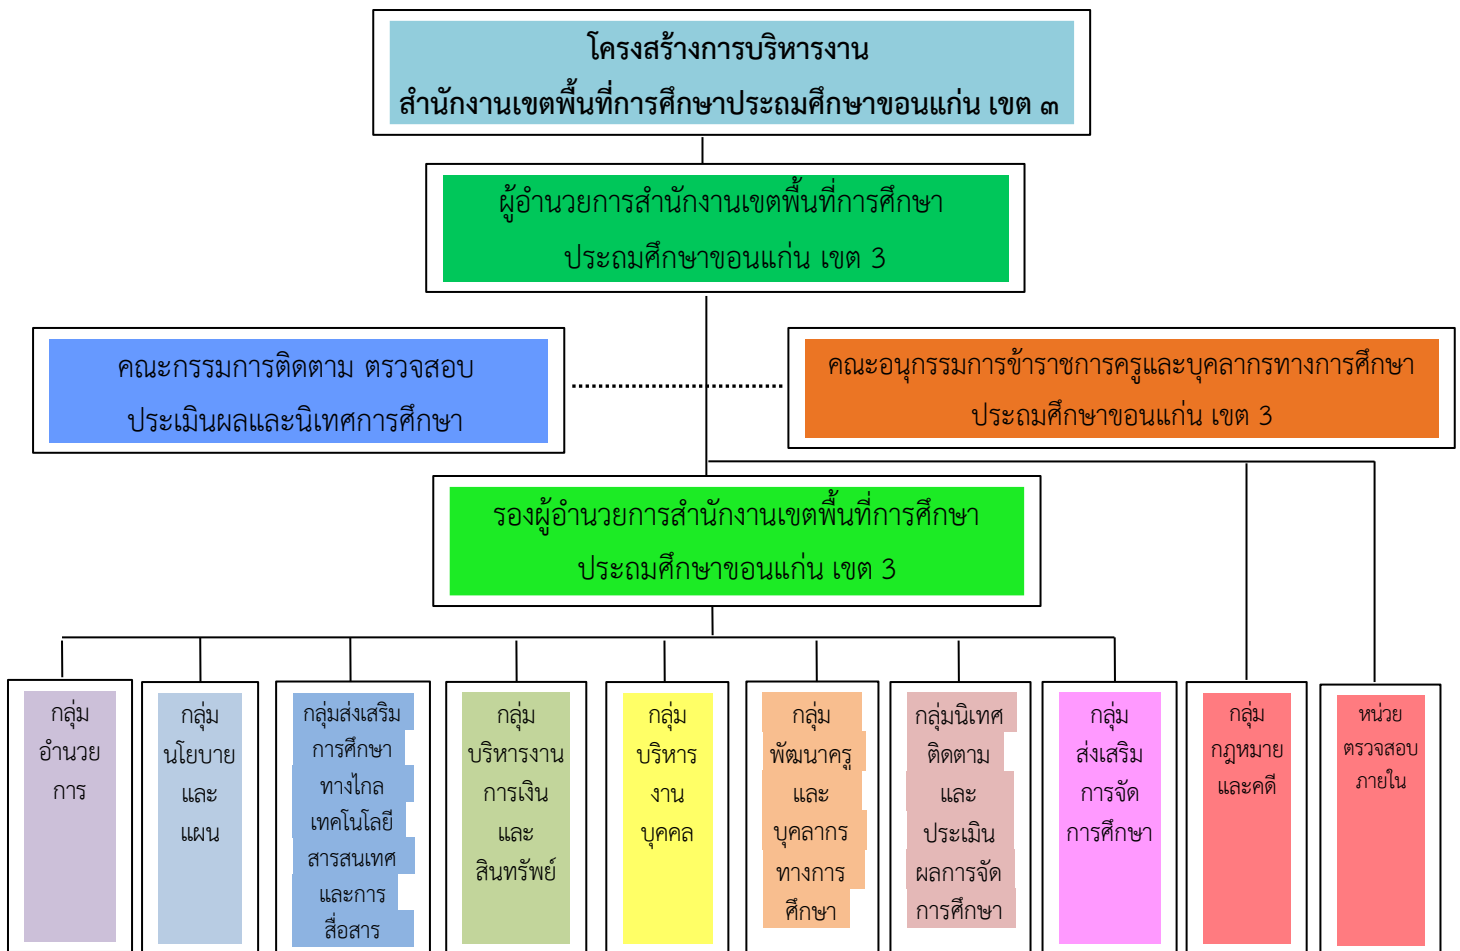 โครงสร้างการบริหารงาน
สำนักงานเขตพื้นที่การศึกษาประถมศึกษาขอนแก่น เขต ๓
ผู้อำนวยการสำนักงานเขตพื้นที่การศึกษา
ประถมศึกษาขอนแก่น เขต 3
คณะกรรมการติดตาม ตรวจสอบ
ประเมินผลและนิเทศการศึกษา
คณะอนุกรรมการข้าราชการครูและบุคลากรทางการศึกษา
ประถมศึกษาขอนแก่น เขต 3
รองผู้อำนวยการสำนักงานเขตพื้นที่การศึกษา
ประถมศึกษาขอนแก่น เขต 3
กลุ่ม
อำนวย
การ
กลุ่ม
นโยบาย
และ
แผน
กลุ่มส่งเสริม
การศึกษา
ทางไกล
เทคโนโลยี
สารสนเทศ
และการ
สื่อสาร
กลุ่ม
บริหารงาน
การเงิน
และ
สินทรัพย์
กลุ่ม
บริหาร
งาน
บุคคล
กลุ่ม
พัฒนาครู
และ
บุคลากร
ทางการ
ศึกษา
กลุ่มนิเทศ
ติดตาม
และ
ประเมิน
ผลการจัด
การศึกษา
กลุ่ม
ส่งเสริม
การจัด
การศึกษา
กลุ่ม
กฎหมาย
และคดี
หน่วย
ตรวจสอบ
ภายใน